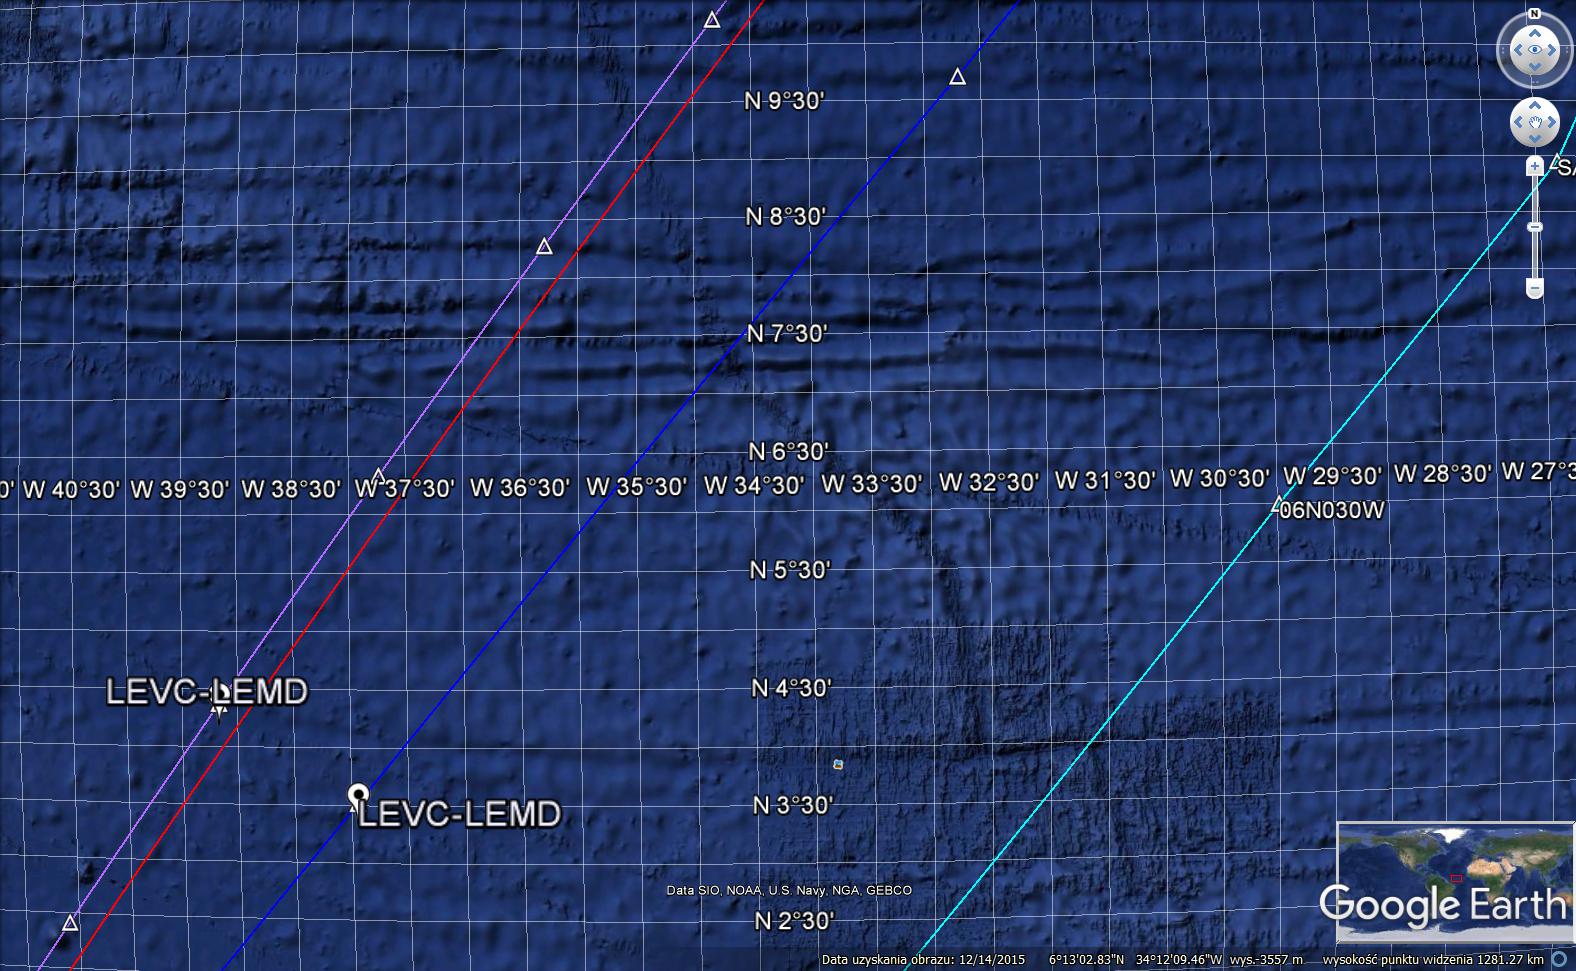 N
N 9°30'
SA
N 8°30'
N 7°30'
N 6°30'
0' W 40°30' W 39°30' W 38°30' W 37°30' W 36°30' W 35°30' W 34°30' W 33°30' W 32°30' W 31°30' W 30°30' W 29°30' W 28°30' W 27°3
06N030W
N 5°30'
LEVC-LEMD
N 4°30'
LEVC-LEMD
N 3°30'
Data SIO, NOAA, U.S. Navy, NGA, GEBCO
Google Earth
N 2°30'
Data uzyskania obrazu: 12/14/2015 6°13'02.83"N 34°12'09.46"W wys.-3557 m wysokość punktu widzenia 1281.27 km